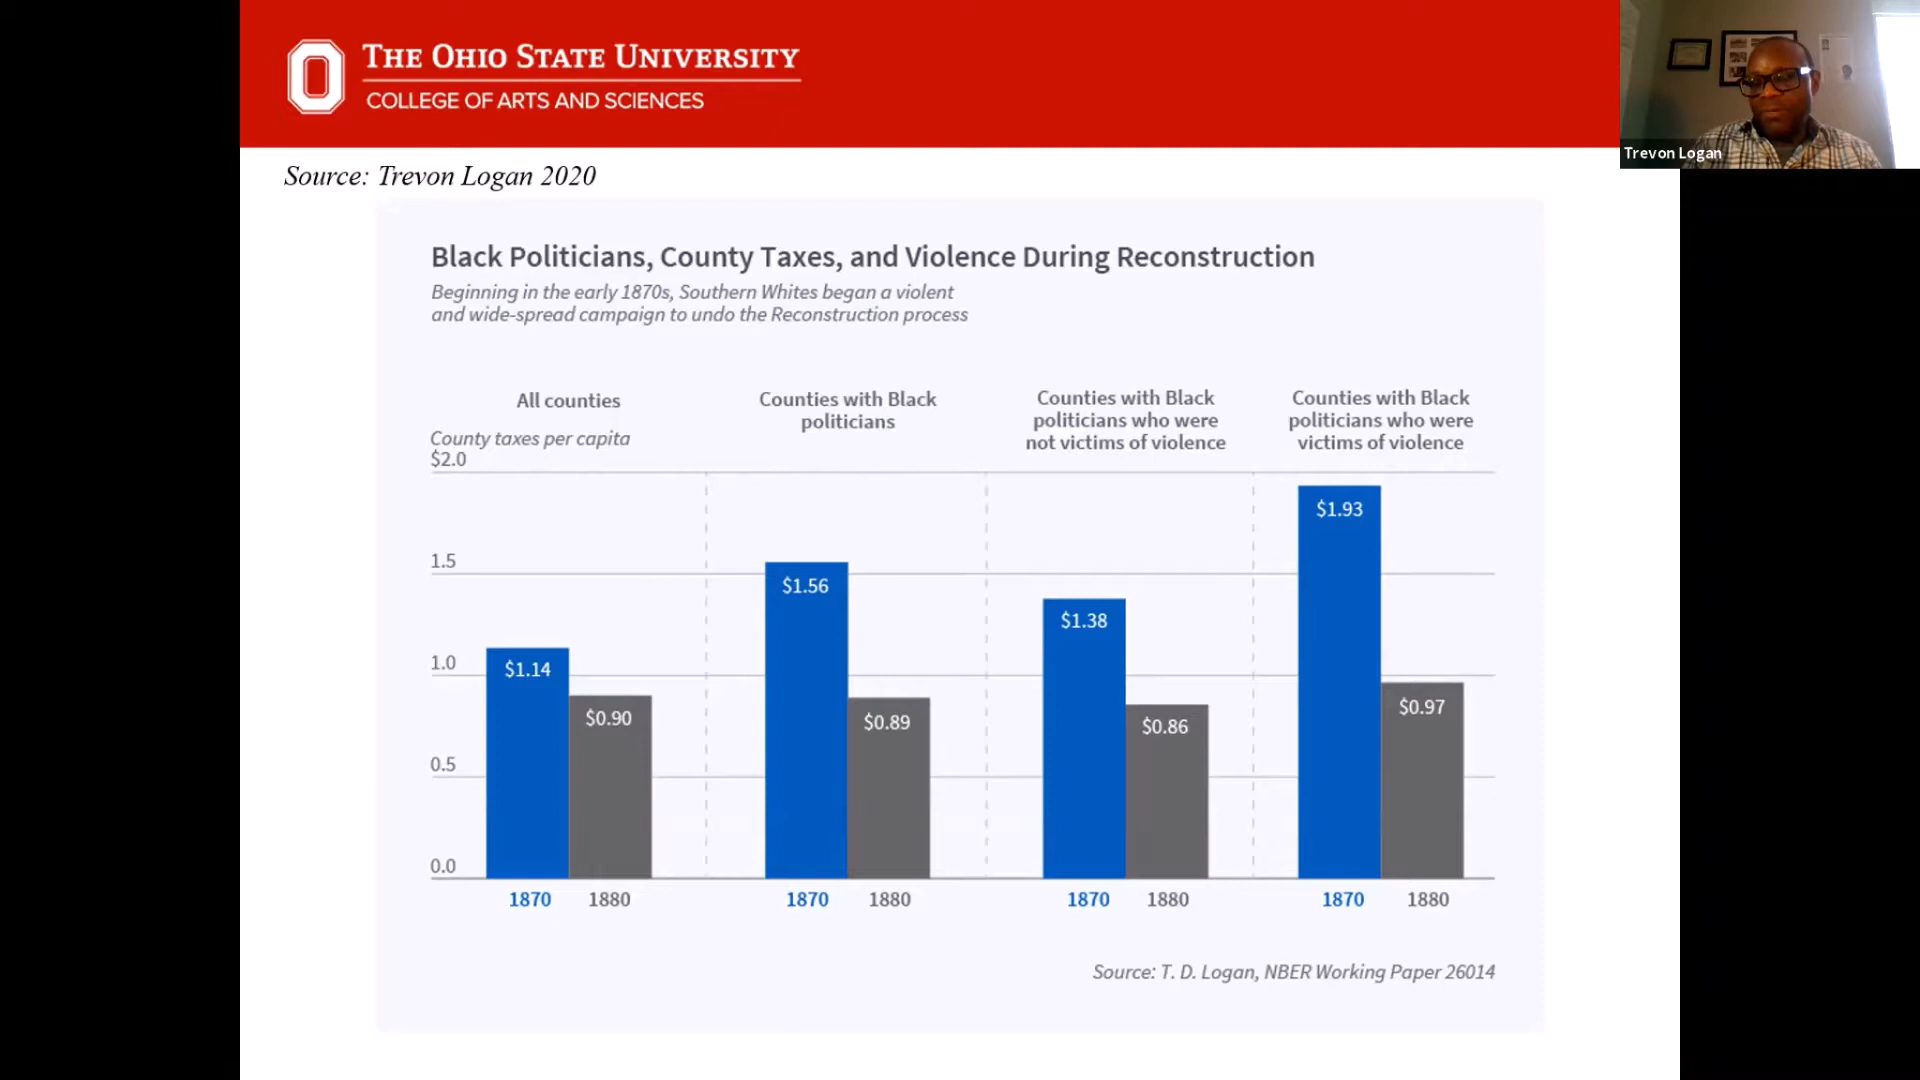 THE OHIO STATE UNIVERSITY
COLLEGE OF ARTS AND SCIENCES
Trevon Logan
Source: Trevon Logan 2020
Black Politicians, County Taxes, and Violence During Reconstruction
Beginning in the early 1870s, Southern Whites began a violent
and wide-spread campaign to undo the Reconstruction process
All counties
Counties with Black
politicians
Counties with Black
politicians who were
not victims of violence
Counties with Black
politicians who were
victims of violence
County taxes per capita
$2.0
1.5
1.0
0.5
0.0
$1.14
$0.90
$1.56
$0.89
$1.38
$0.86
$1.93
$0.97
1870 1880
1870 1880
1870 1880
1870 1880
Source: T. D. Logan, NBER Working Paper 26014